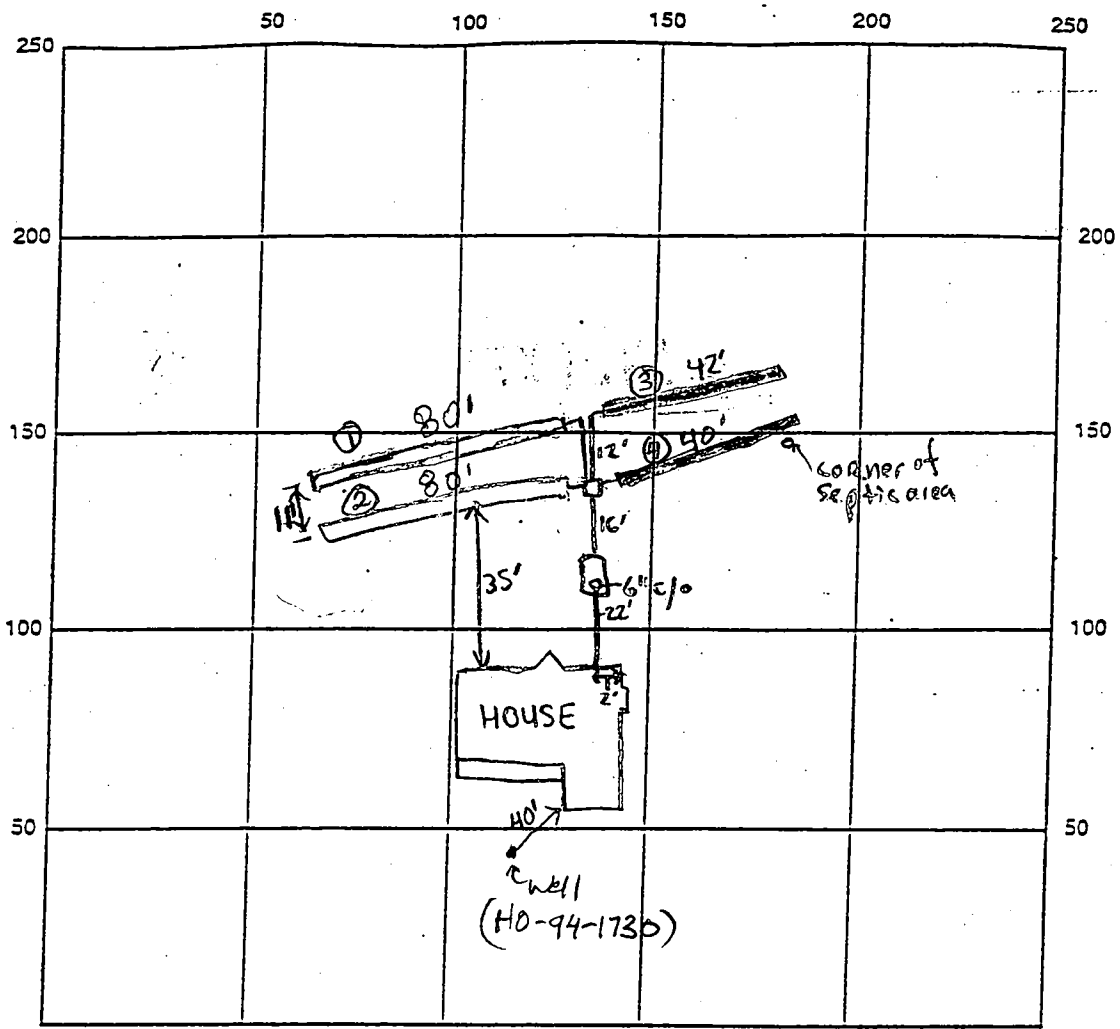 50 100 150 200 250
250
200 200
③ 42'
150 ① 80' 150
12' ④ 40'
② 80'
corner of
septic area
16'
35'
6" c/o
22'
100 100
2'
HOUSE
50 50
40'
well
(HO-94-1730)